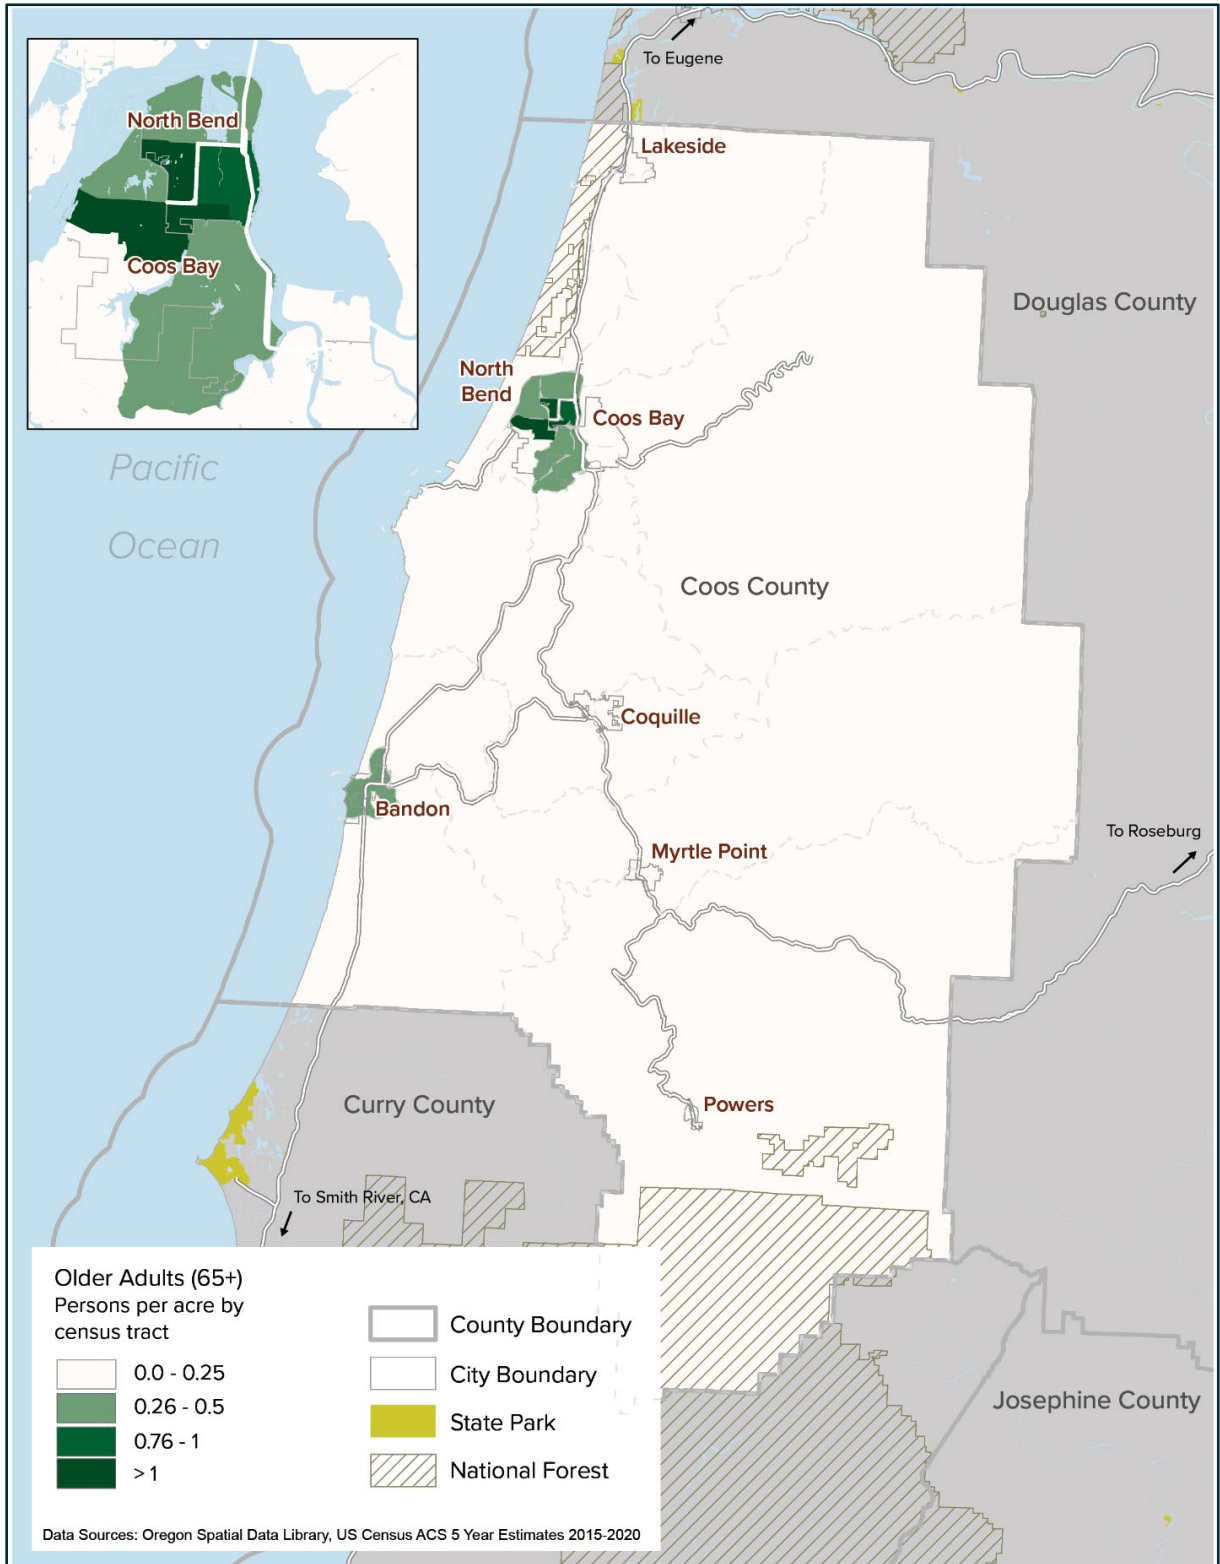 To Eugene
North Bend
Lakeside
Coos Bay
Douglas County
North
Bend
Coos Bay
Pacific
Ocean
Coos County
Coquille
Bandon
To Roseburg
Myrtle Point
Curry County
Powers
To Smith River, CA
Older Adults (65+)
Persons per acre by
census tract
0.0 - 0.25
0.26 - 0.5
0.76 - 1
> 1
County Boundary
City Boundary
State Park
National Forest
Josephine County
Data Sources: Oregon Spatial Data Library, US Census ACS 5 Year Estimates 2015-2020